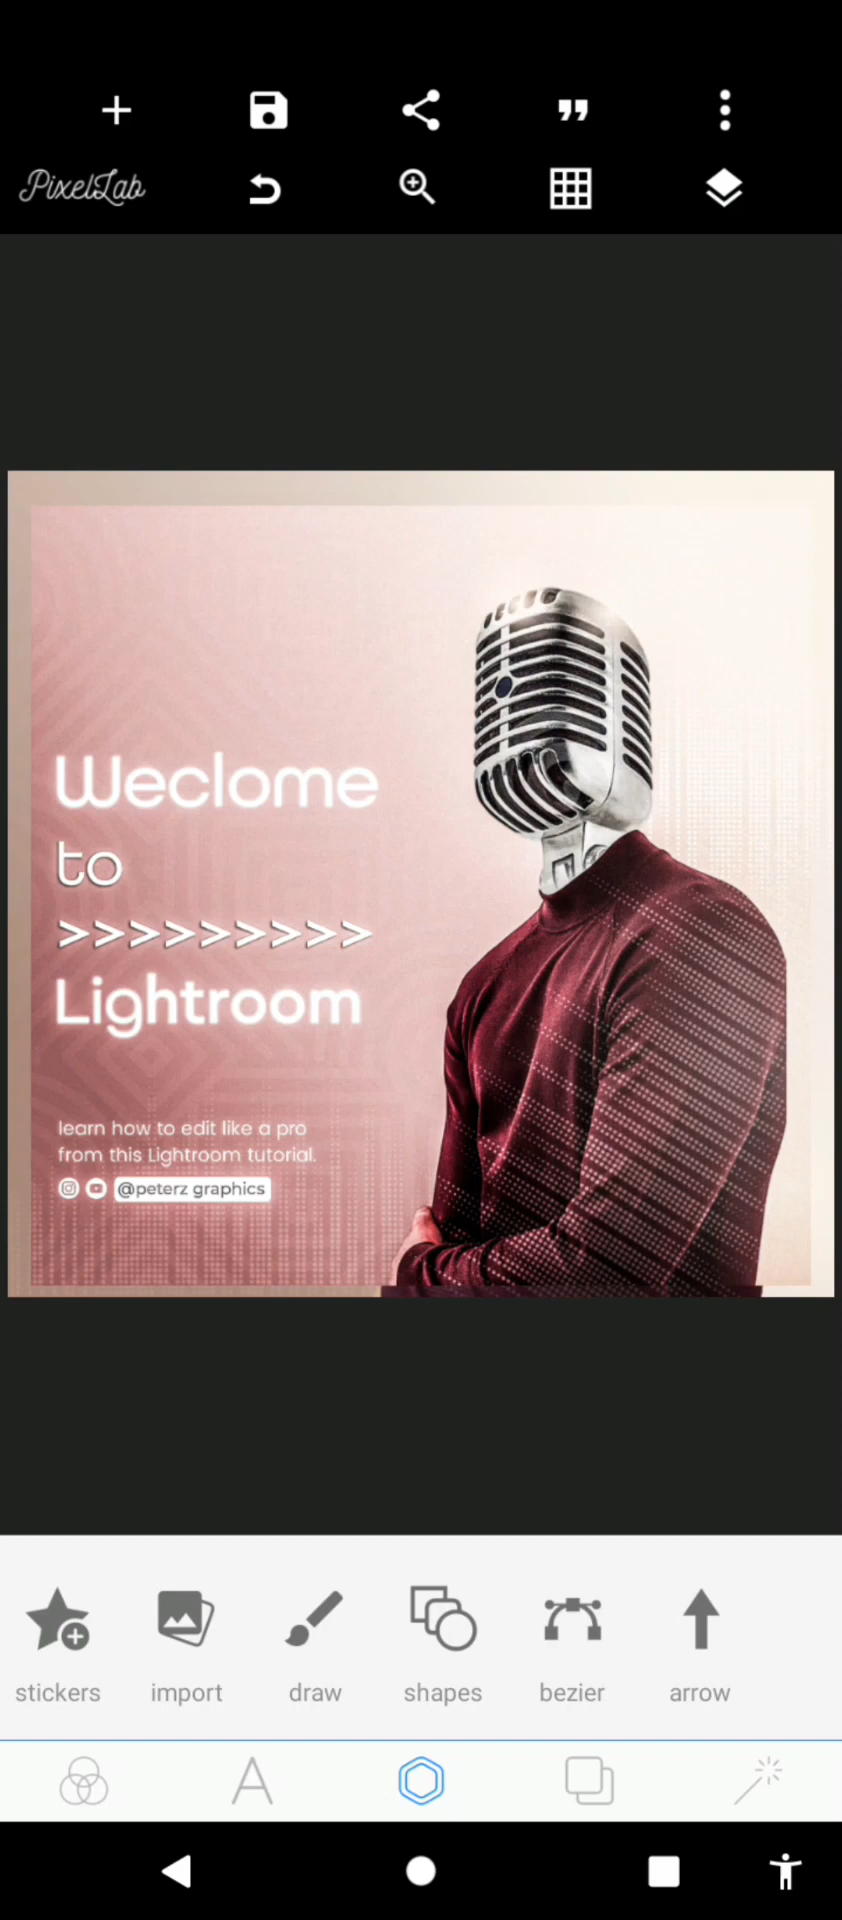 PixelLab
Weclome
to
>>>>>>>>>
Lightroom
learn how to edit like a pro
from this Lightroom tutorial.
@peterz graphics
stickers import draw shapes bezier arrow